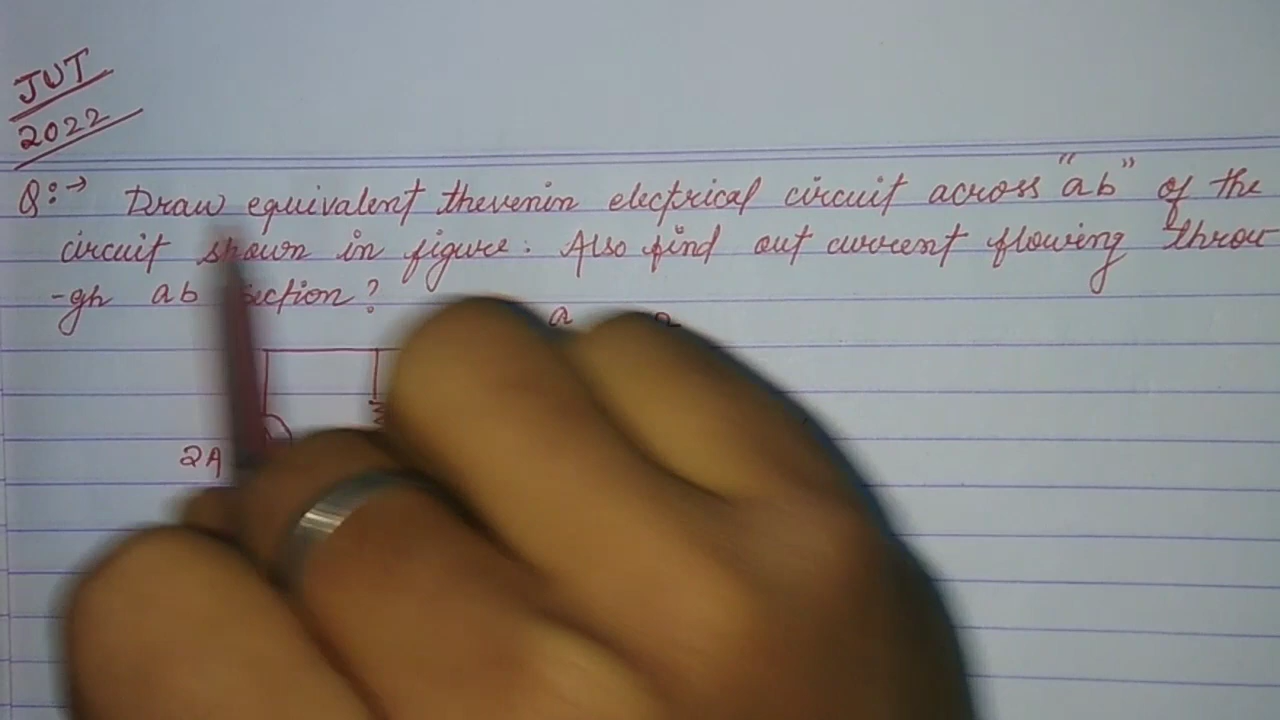 JUT
2022
Q:→ Draw equivalent thevenin electrical circuit across "ab" of the
circuit shown in figure. Also find out current flowing throu
-gh ab section?
a
2A